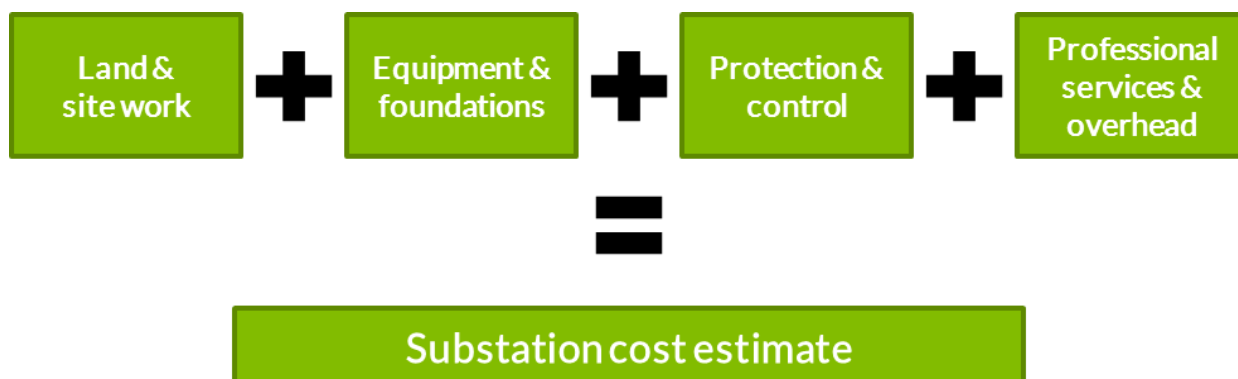 Land &
site work
Equipment &
foundations
Protection &
control
Professional
services &
overhead
Substation cost estimate